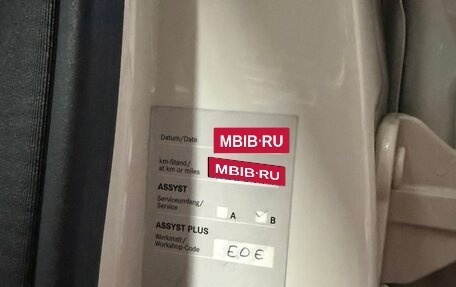 Datum/Date MBIB.RU
km-Stand/ MBIB.RU
at km or miles
ASSYST
Serviceumfang/
Service A B
ASSYST PLUS
Werkstatt/ EOE
Workshop-Code